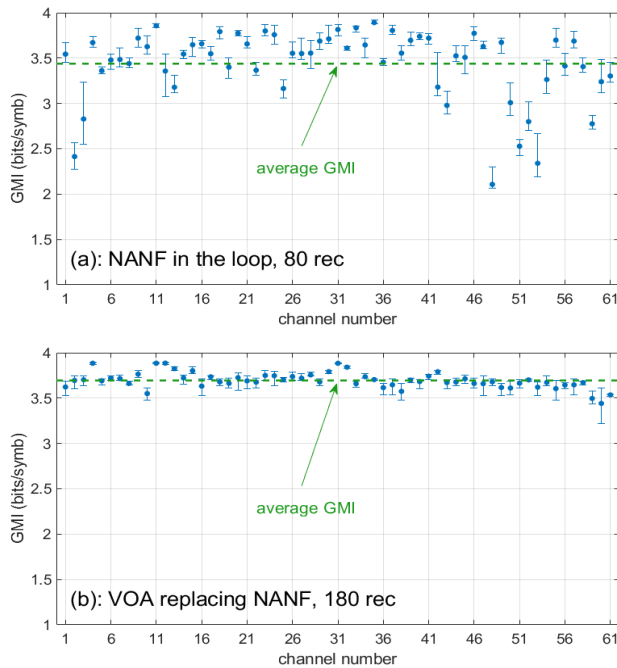 4
3.5
3
2.5
2
1.5
1
GMI (bits/symb)
average GMI
(a): NANF in the loop, 80 rec
1 6 11 16 21 26 31 36 41 46 51 56 61
channel number
4
3.5
3
2.5
2
1.5
1
GMI (bits/symb)
average GMI
(b): VOA replacing NANF, 180 rec
1 6 11 16 21 26 31 36 41 46 51 56 61
channel number